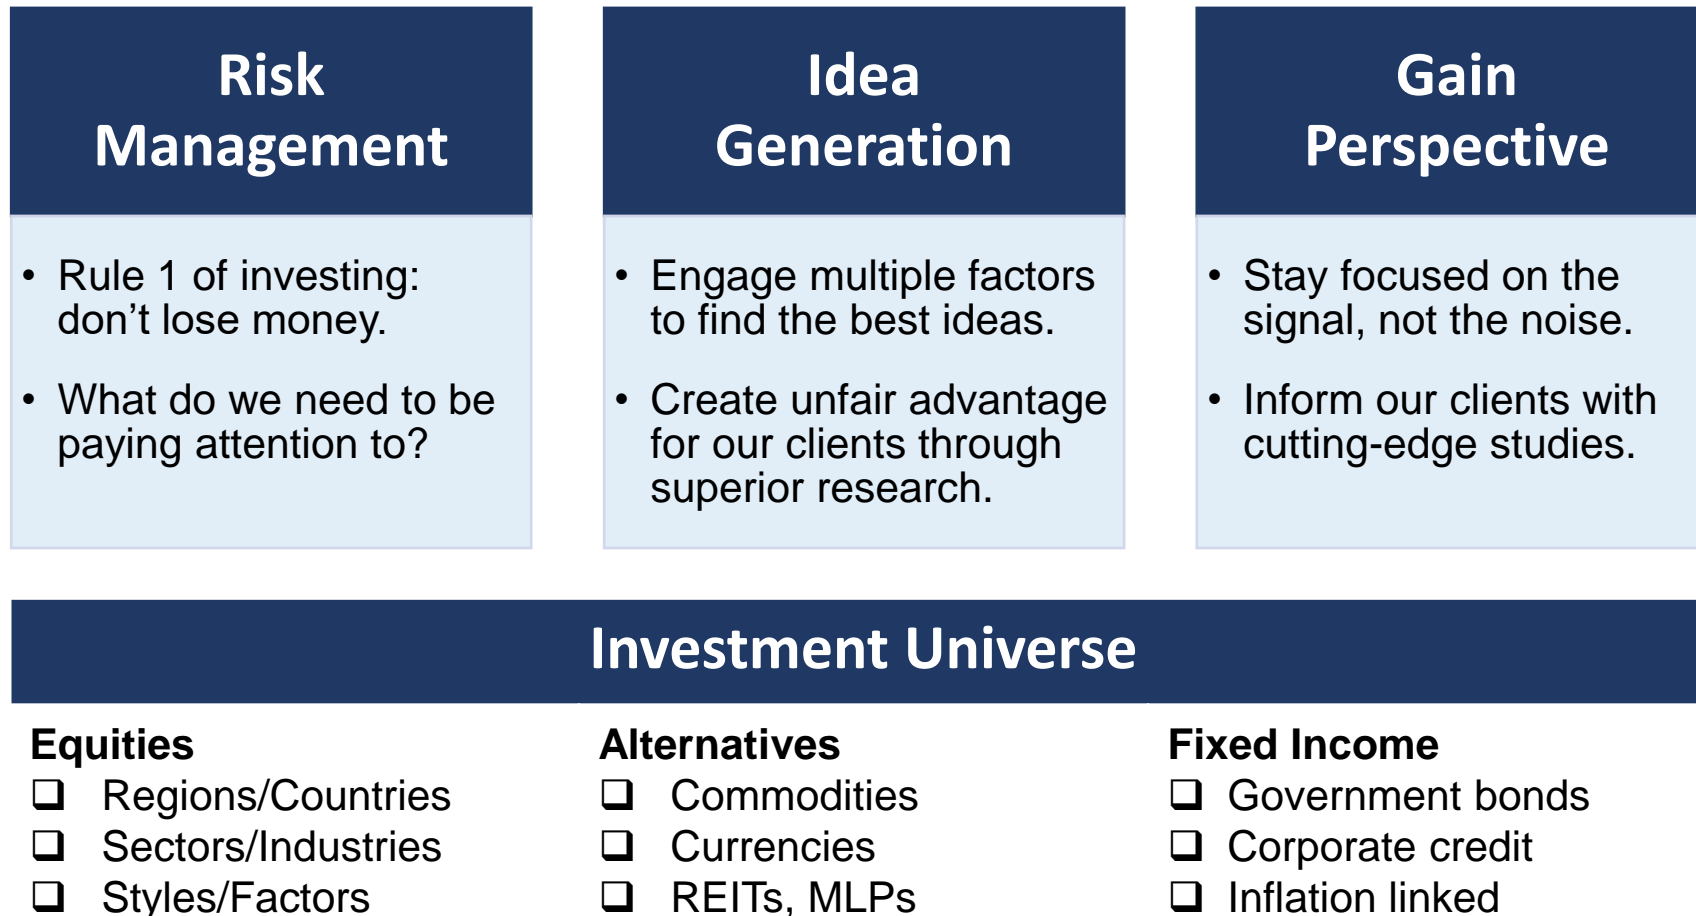 Risk
Management
• Rule 1 of investing:
don’t lose money.
• What do we need to be
paying attention to?
Idea
Generation
• Engage multiple factors
to find the best ideas.
• Create unfair advantage
for our clients through
superior research.
Gain
Perspective
• Stay focused on the
signal, not the noise.
• Inform our clients with
cutting-edge studies.
Investment Universe
Equities
❑ Regions/Countries
❑ Sectors/Industries
❑ Styles/Factors
Alternatives
❑ Commodities
❑ Currencies
❑ REITs, MLPs
Fixed Income
❑ Government bonds
❑ Corporate credit
❑ Inflation linked